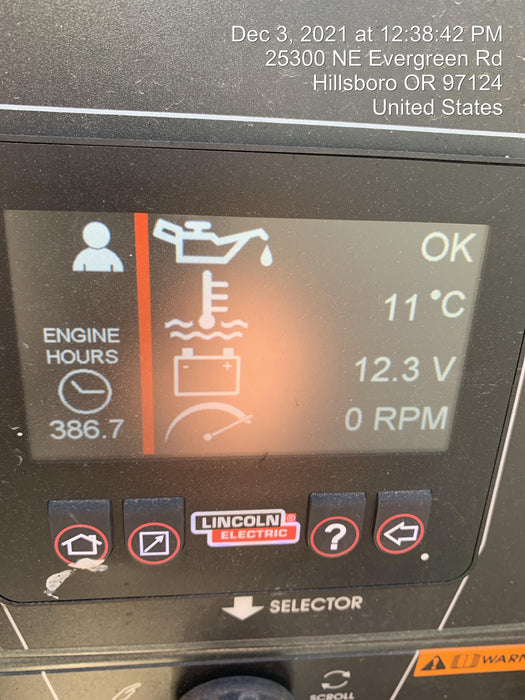 Dec 3, 2021 at 12:38:42 PM
25300 NE Evergreen Rd
Hillsboro OR 97124
United States
OK
11 °C
ENGINE
HOURS
12.3 V
386.7
0 RPM
LINCOLN ®
ELECTRIC
?
SELECTOR
WARN
SCROLL